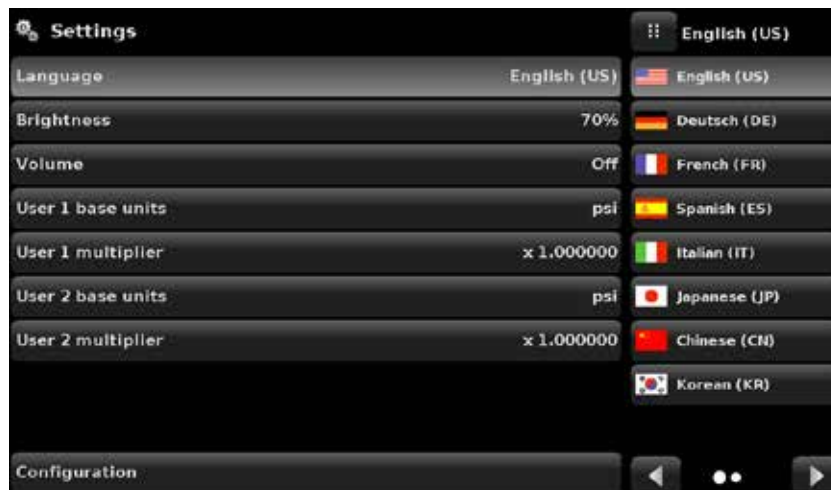 Settings
English (US)
Language English (US)
English (US)
Brightness 70%
Deutsch (DE)
Volume Off
French (FR)
User 1 base units psi
Spanish (ES)
User 1 multiplier x 1.000000
Italian (IT)
User 2 base units psi
Japanese (JP)
User 2 multiplier x 1.000000
Chinese (CN)
Korean (KR)
Configuration